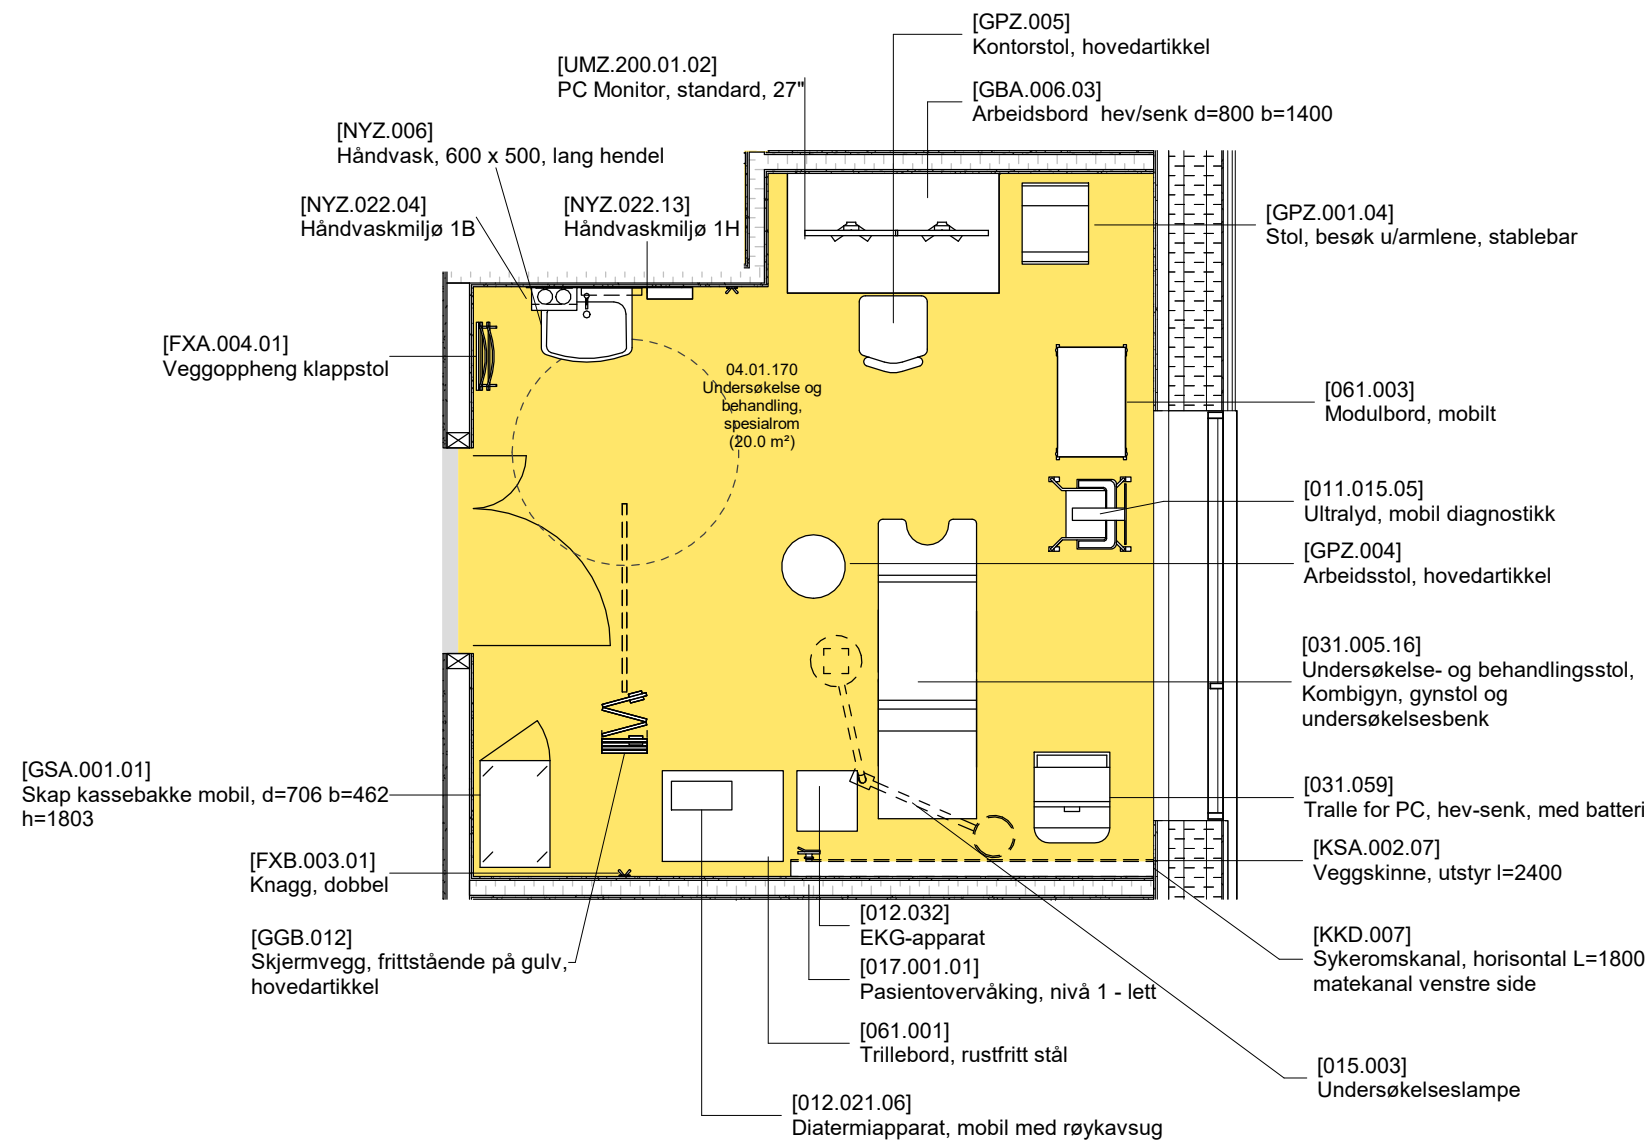 [GPZ.005]
Kontorstol, hovedartikkel
[UMZ.200.01.02]
PC Monitor, standard, 27"
[GBA.006.03]
Arbeidsbord  hev/senk d=800 b=1400
[NYZ.006]
Håndvask, 600 x 500, lang hendel
[NYZ.022.04]
Håndvaskmiljø 1B
[NYZ.022.13]
Håndvaskmiljø 1H
[GPZ.001.04]
Stol, besøk u/armlene, stablebar
[FXA.004.01]
Veggoppheng klappstol
04.01.170
Undersøkelse og
behandling,
spesialrom
(20.0 m²)
[061.003]
Modulbord, mobilt
[011.015.05]
Ultralyd, mobil diagnostikk
[GPZ.004]
Arbeidsstol, hovedartikkel
[031.005.16]
Undersøkelse- og behandlingsstol,
Kombigyn, gynstol og
undersøkelsesbenk
[GSA.001.01]
Skap kassebakke mobil, d=706 b=462
h=1803
[031.059]
Tralle for PC, hev-senk, med batteri
[FXB.003.01]
Knagg, dobbel
[KSA.002.07]
Veggskinne, utstyr l=2400
[GGB.012]
Skjermvegg, frittstående på gulv,
hovedartikkel
[012.032]
EKG-apparat
[017.001.01]
Pasientovervåking, nivå 1 - lett
[KKD.007]
Sykeromskanal, horisontal L=1800
matekanal venstre side
[061.001]
Trillebord, rustfritt stål
[015.003]
Undersøkelseslampe
[012.021.06]
Diatermiapparat, mobil med røykavsug